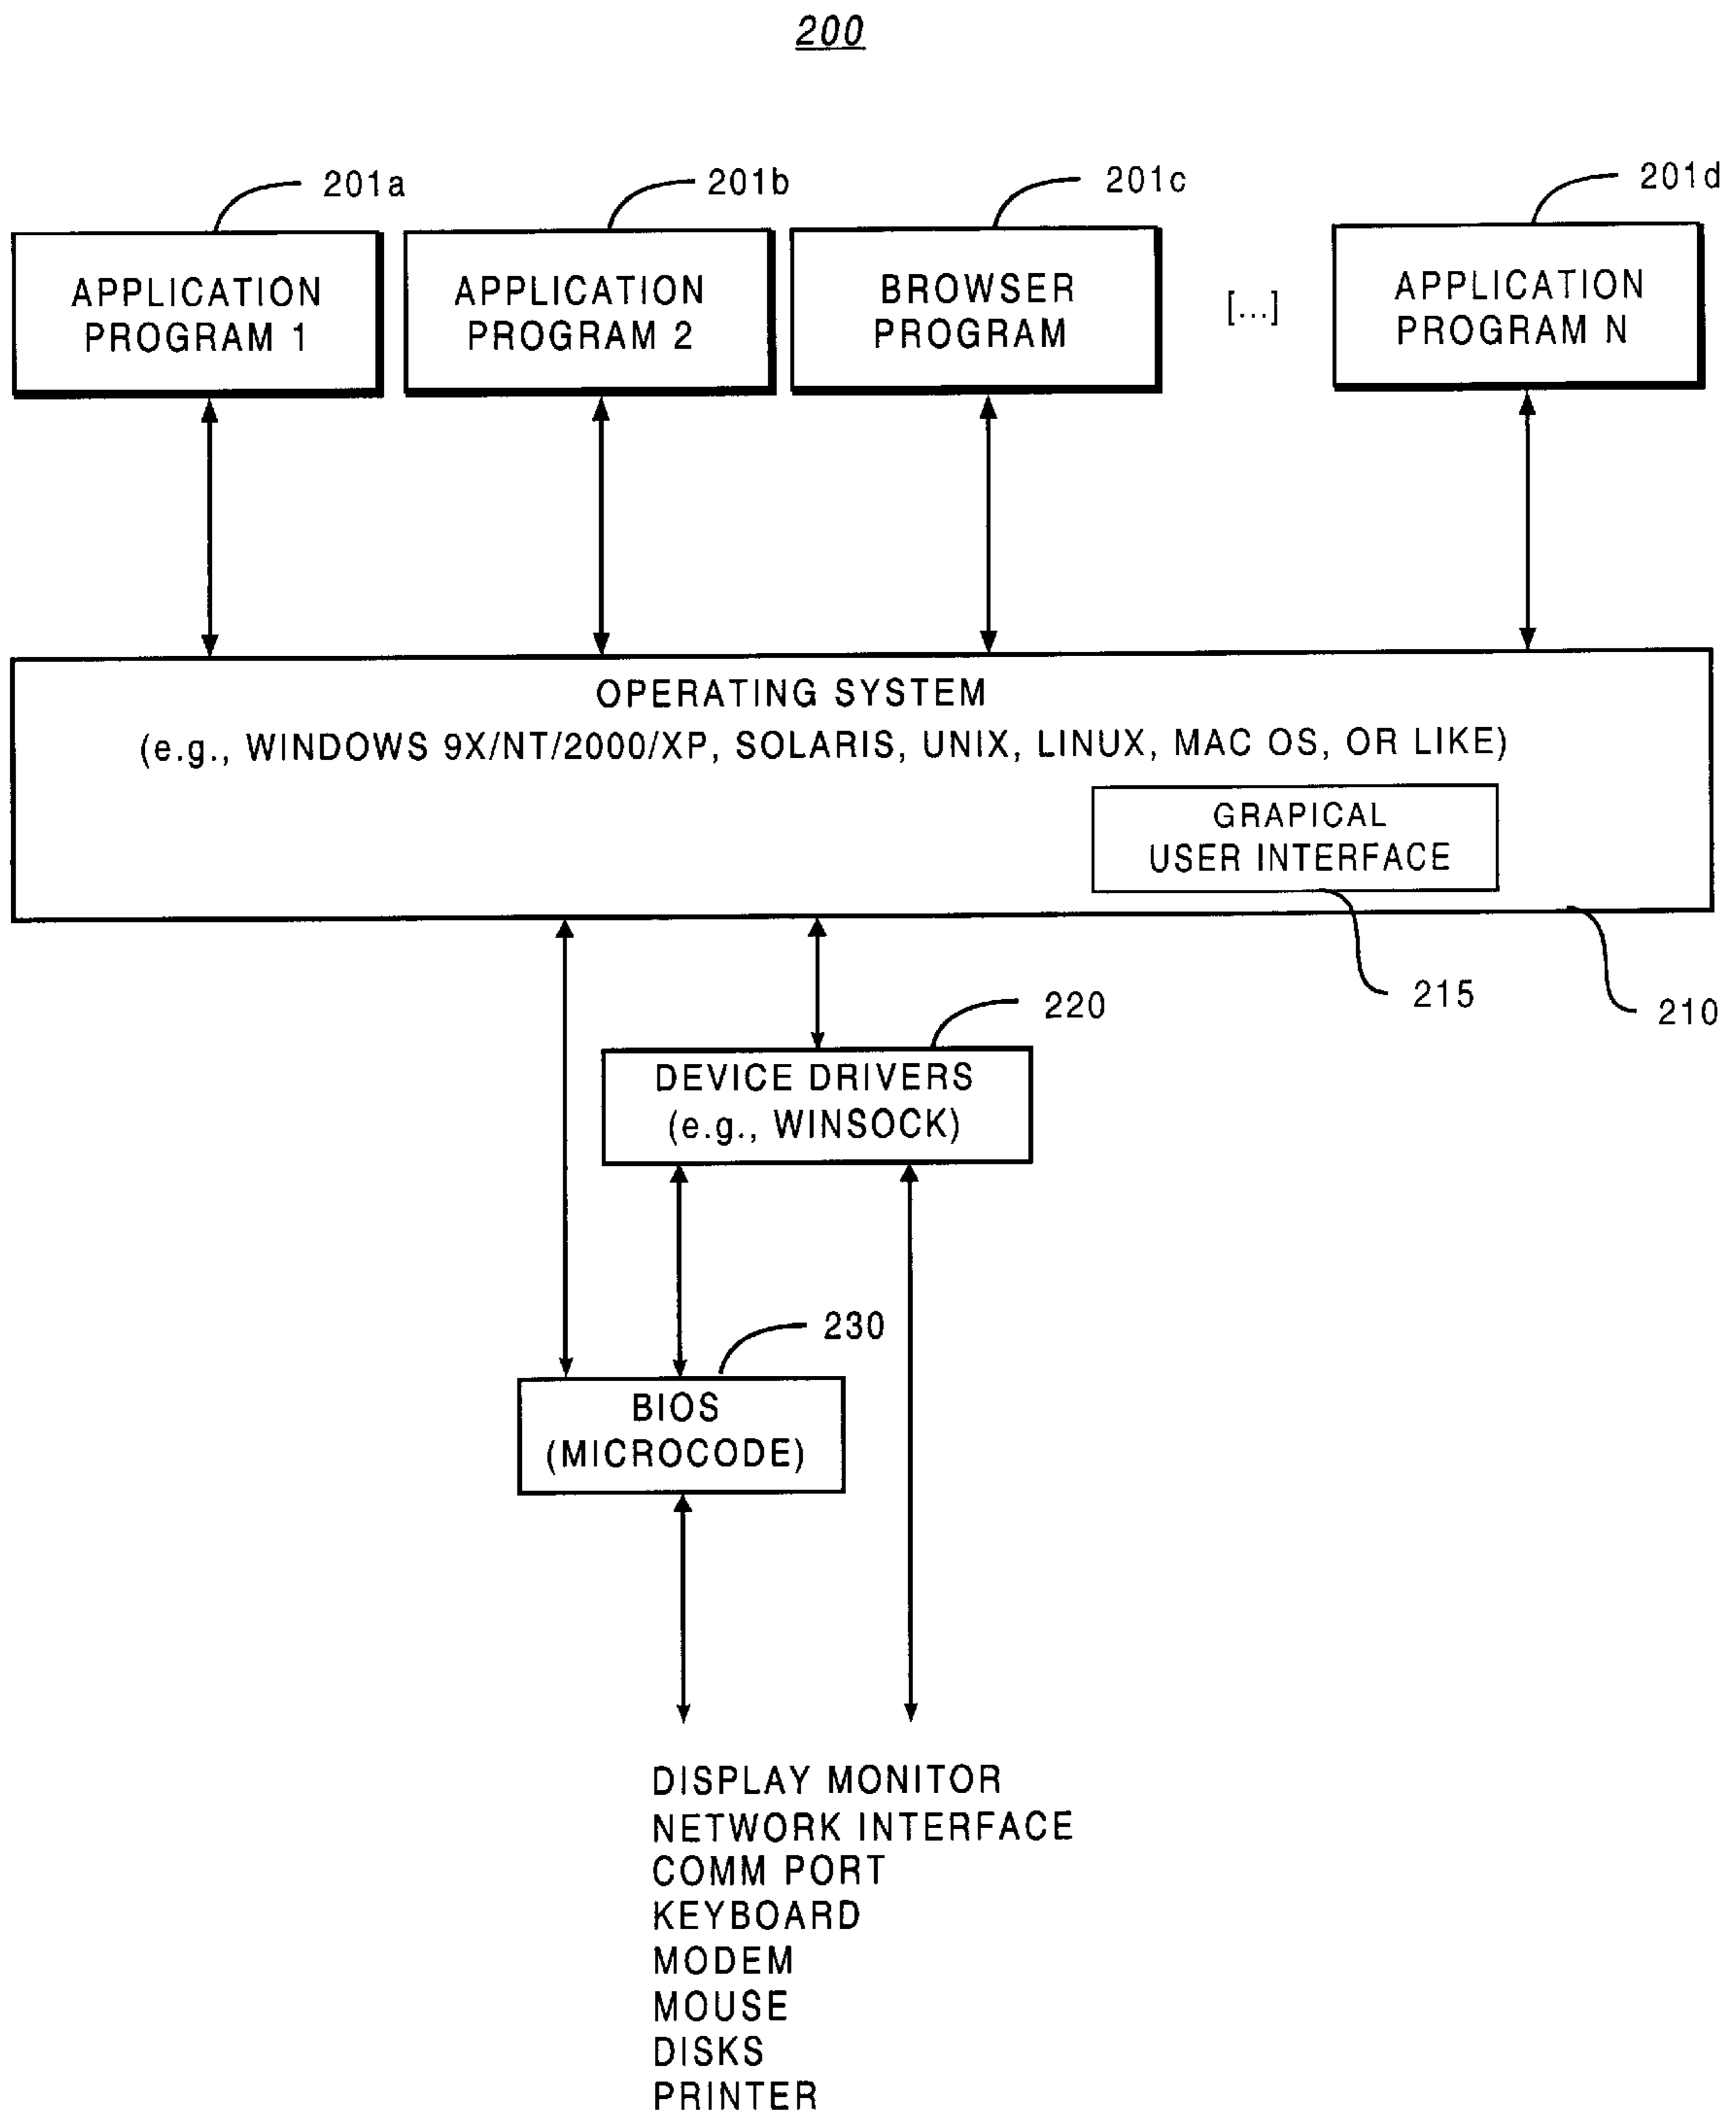 200
201a
201b
201c
201d
APPLICATION
PROGRAM 1
APPLICATION
PROGRAM 2
BROWSER
PROGRAM
[...]
APPLICATION
PROGRAM N
OPERATING SYSTEM
(e.g., WINDOWS 9X/NT/2000/XP, SOLARIS, UNIX, LINUX, MAC OS, OR LIKE)
GRAPICAL
USER INTERFACE
215
210
220
DEVICE DRIVERS
(e.g., WINSOCK)
230
BIOS
(MICROCODE)
DISPLAY MONITOR
NETWORK INTERFACE
COMM PORT
KEYBOARD
MODEM
MOUSE
DISKS
PRINTER